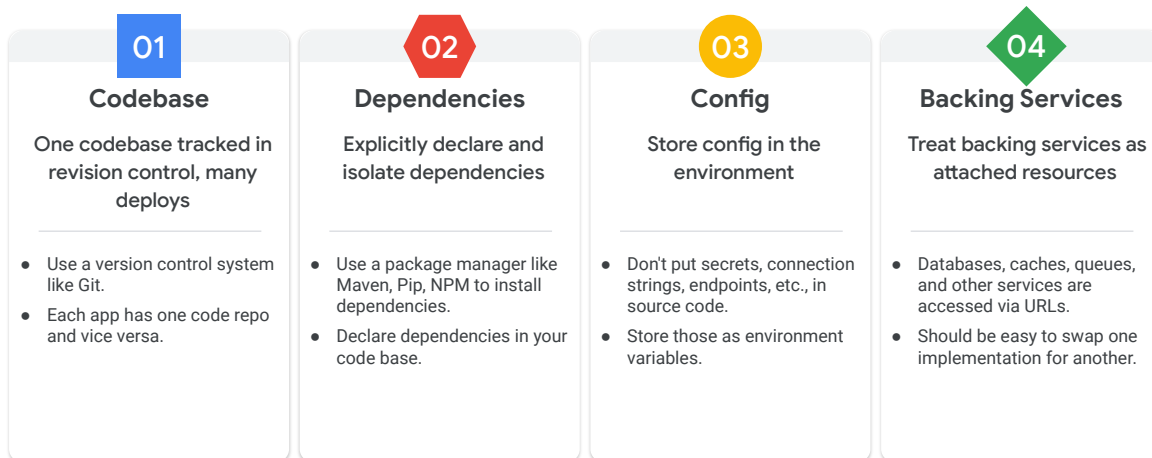 01
Codebase
One codebase tracked in
revision control, many
deploys
● Use a version control system
like Git.
● Each app has one code repo
and vice versa.
02
Dependencies
Explicitly declare and
isolate dependencies
● Use a package manager like
Maven, Pip, NPM to install
dependencies.
● Declare dependencies in your
code base.
03
Config
Store config in the
environment
● Don't put secrets, connection
strings, endpoints, etc., in
source code.
● Store those as environment
variables.
04
Backing Services
Treat backing services as
attached resources
● Databases, caches, queues,
and other services are
accessed via URLs.
● Should be easy to swap one
implementation for another.